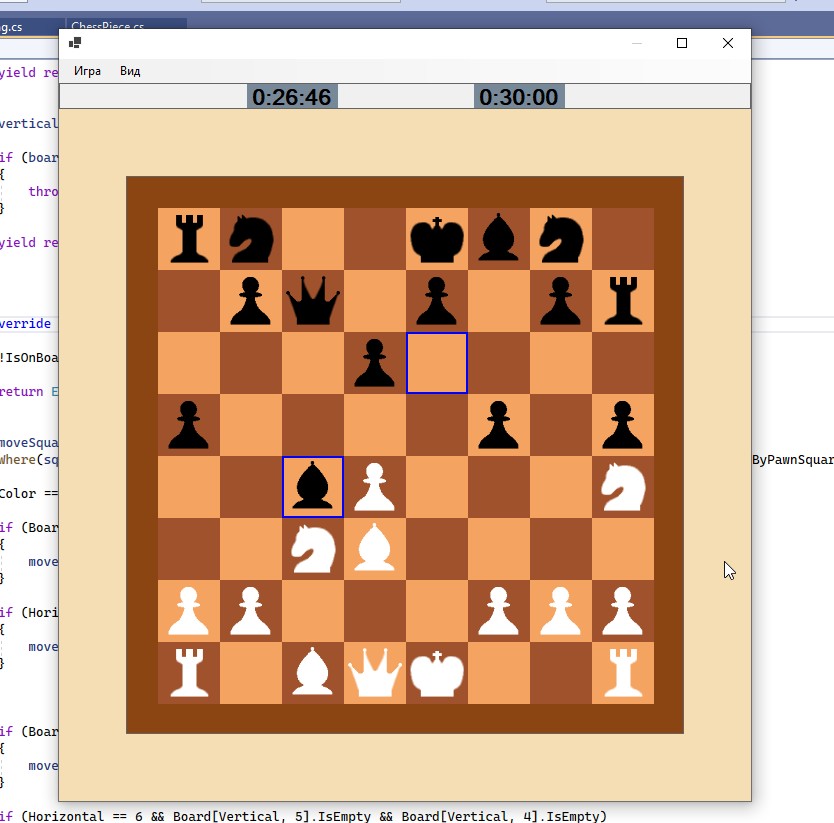 g.cs
ChessPiece.cs
Игра Вид
0:26:46 0:30:00
yield re
vertical
if (boar
{
thro
}
yield re
verride
!IsOnBoa
return E
moveSqua
Where(sq
ByPawnSquar
Color ==
if (Boar
{
move
}
if (Hori
{
move
}
if (Boar
{
move
}
if (Horizontal == 6 && Board[Vertical, 5].IsEmpty && Board[Vertical, 4].IsEmpty)